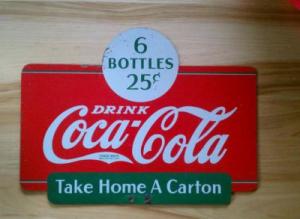 6
BOTTLES
25¢
DRINK
Coca-Cola
Take Home A Carton